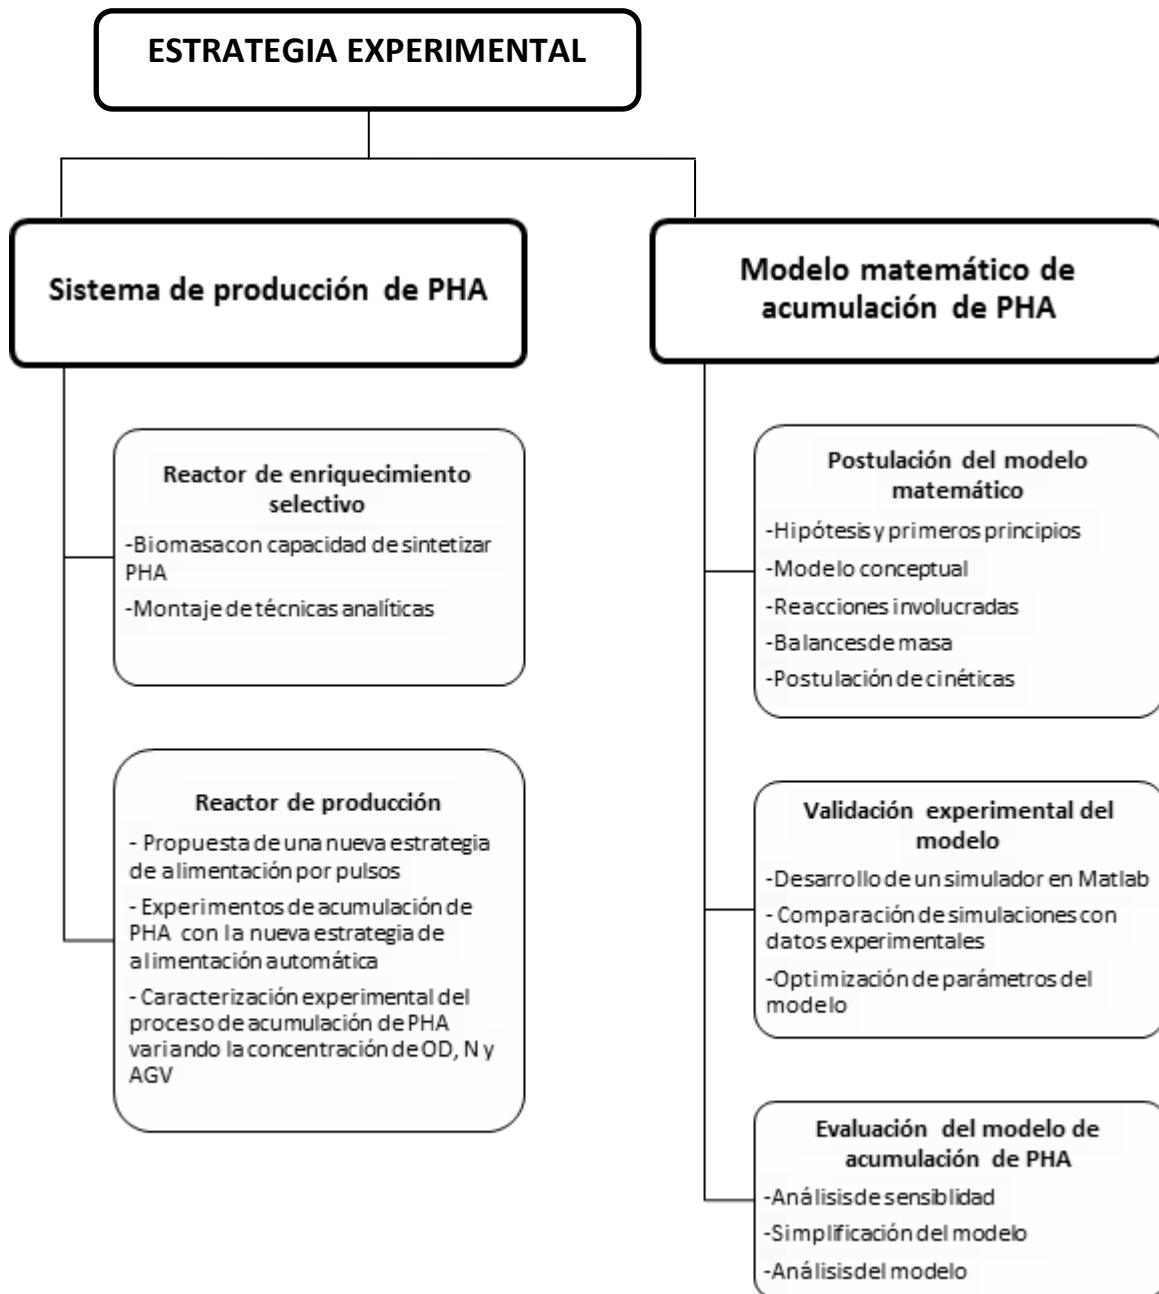 ESTRATEGIA EXPERIMENTAL
Sistema de producción de PHA
Reactor de enriquecimiento
selectivo
-Biomasacon capacidad de sintetizar
PHA
-Montaje de técnicas analíticas
Reactor de producción
- Propuesta de una nueva estrategia
de alimentación por pulsos
- Experimentos de acumulación de
PHA con la nueva estrategia de
alimentación automática
- Caracterización experimental del
proceso de acumulación de PHA
variando la concentración de OD, N y
AGV
Modelo matemático de
acumulación de PHA
Postulación del modelo
matemático
-Hipótesis y primeros principios
-Modelo conceptual
-Reacciones involucradas
-Balances de masa
-Postulación de cinéticas
Validación experimental del
modelo
-Desarrollo de un simulador en Matlab
- Comparación de simulaciones con
datos experimentales
-Optimización de parámetros del
modelo
Evaluación del modelo de
acumulación de PHA
-Análisis de sensiblidad
-Simplificación del modelo
-Análisis del modelo